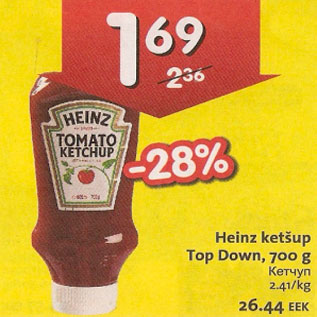 1 69
2 36
-28%
HEINZ
TOMATO
KETCHUP
Heinz ketšup
Top Down, 700 g
Кетчуп
2.41/kg
26.44 EEK